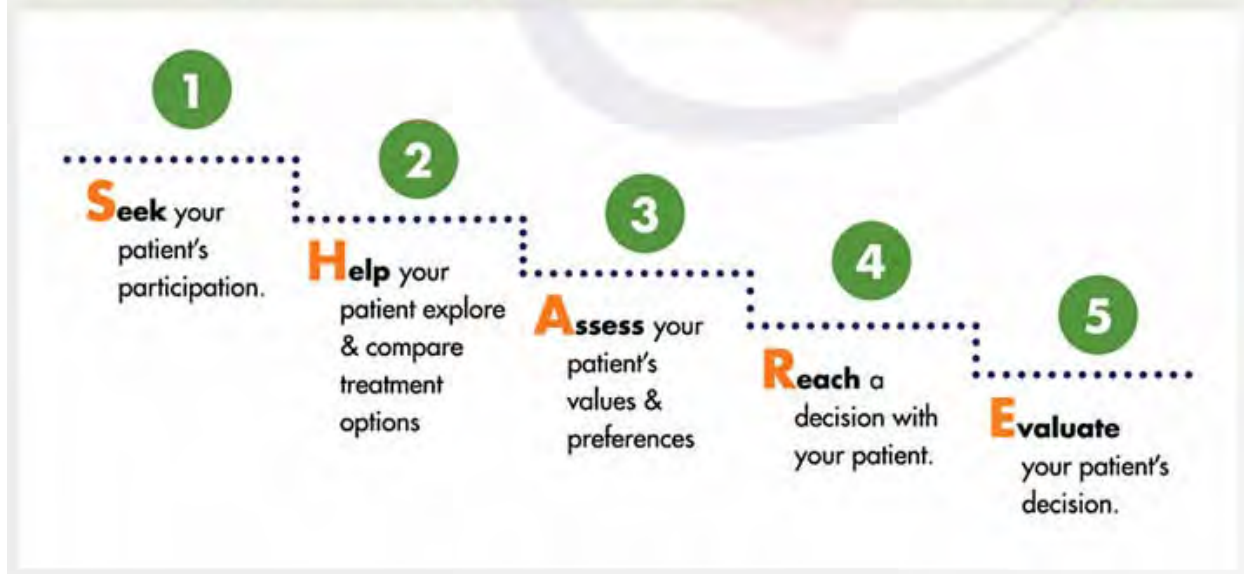 1
Seek your
patient's
participation.
2
Help your
patient explore
& compare
treatment
options
3
Assess your
patient's
values &
preferences
4
Reach a
decision with
your patient.
5
Evaluate
your patient's
decision.